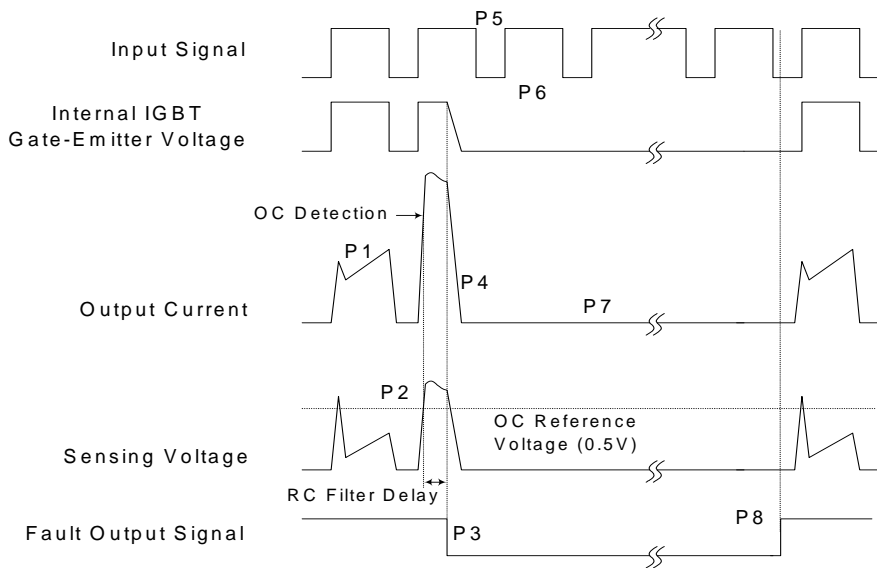 P5
Input Signal
P6
Internal IGBT
Gate-Emitter Voltage
OC Detection
P1
P4
Output Current
P7
P2
OC Reference
Voltage (0.5V)
Sensing Voltage
RC Filter Delay
P8
Fault Output Signal
P3